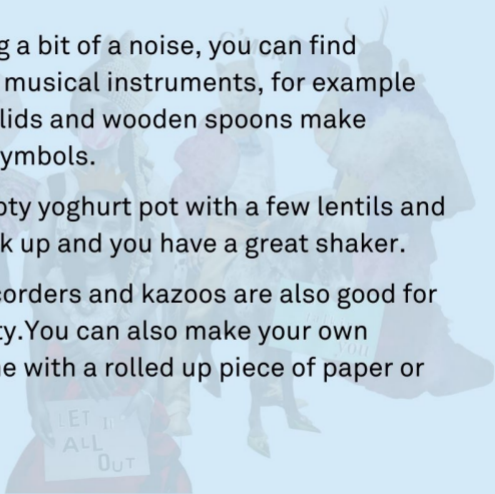 g a bit of a noise, you can find
musical instruments, for example
lids and wooden spoons make
ymbols.
pty yoghurt pot with a few lentils and
k up and you have a great shaker.
corders and kazoos are also good for
ty.You can also make your own
e with a rolled up piece of paper or
LET
ALL
OUT